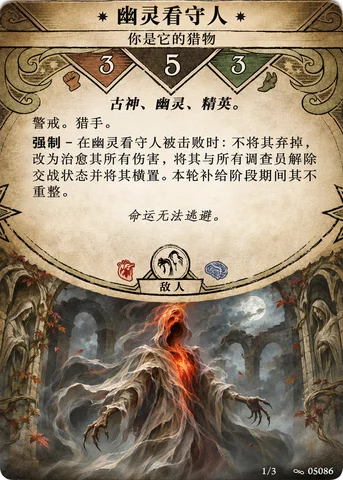 幽灵看守人
你是它的猎物
3 5 3
古神、幽灵、精英。
警戒。猎手。
强制 – 在幽灵看守人被击败时：不将其弃掉，
改为治愈其所有伤害，将其与所有调查员解除
交战状态并将其横置。本轮补给阶段期间其不
重整。
命运无法逃避。
敌人
1/3 05086